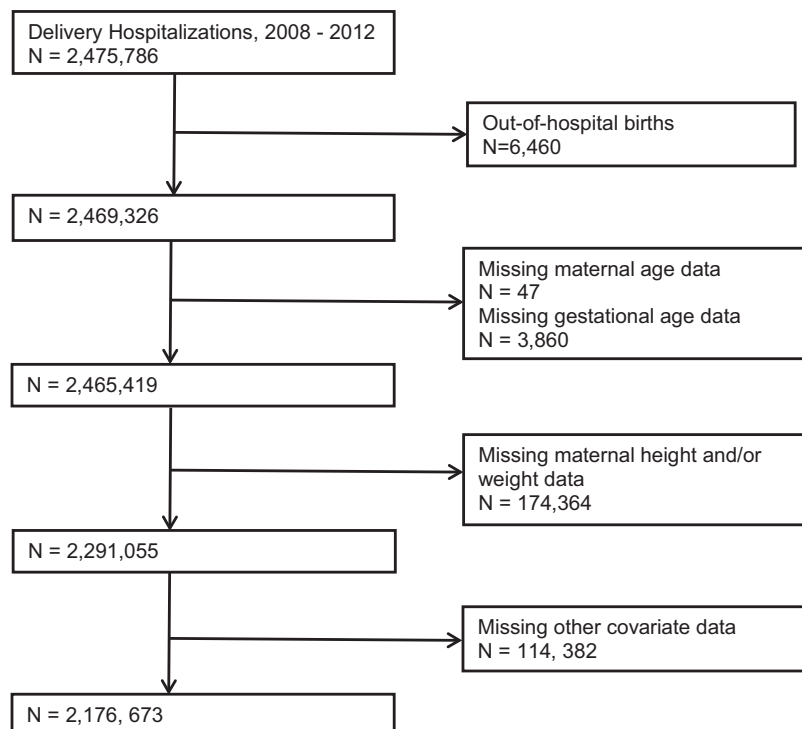 Delivery Hospitalizations, 2008 - 2012
N = 2,475,786
Out-of-hospital births
N=6,460
N = 2,469,326
Missing maternal age data
N = 47
Missing gestational age data
N = 3,860
N = 2,465,419
Missing maternal height and/or
weight data
N = 174,364
N = 2,291,055
Missing other covariate data
N = 114, 382
N = 2,176, 673